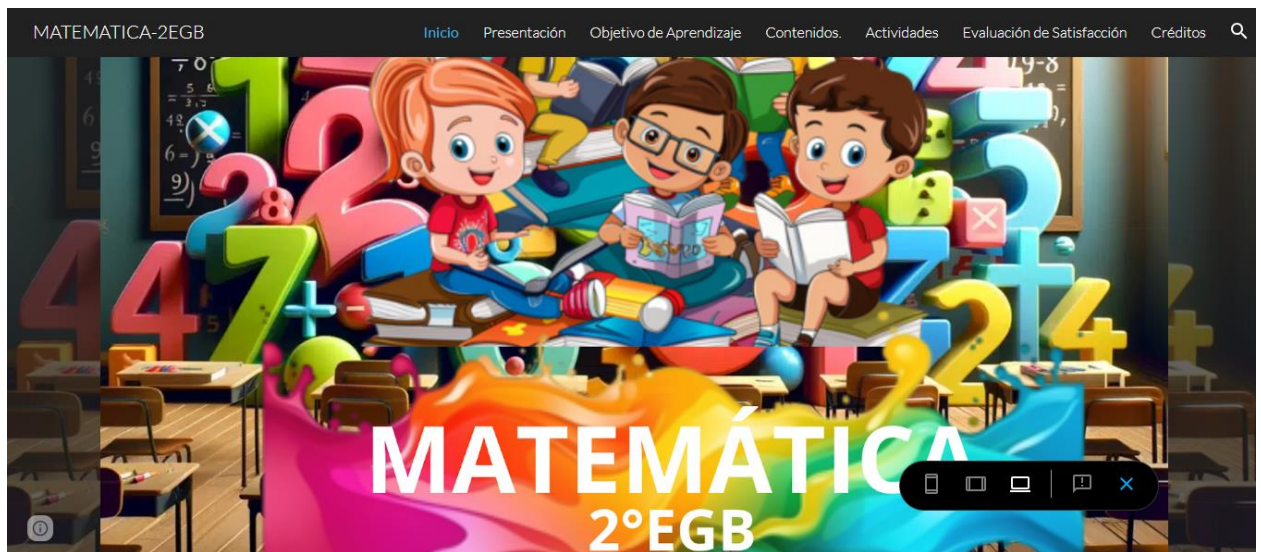 MATEMATICA-2EGB
Inicio Presentación Objetivo de Aprendizaje Contenidos. Actividades Evaluación de Satisfacción Créditos
MATEMÁTICA
2°EGB